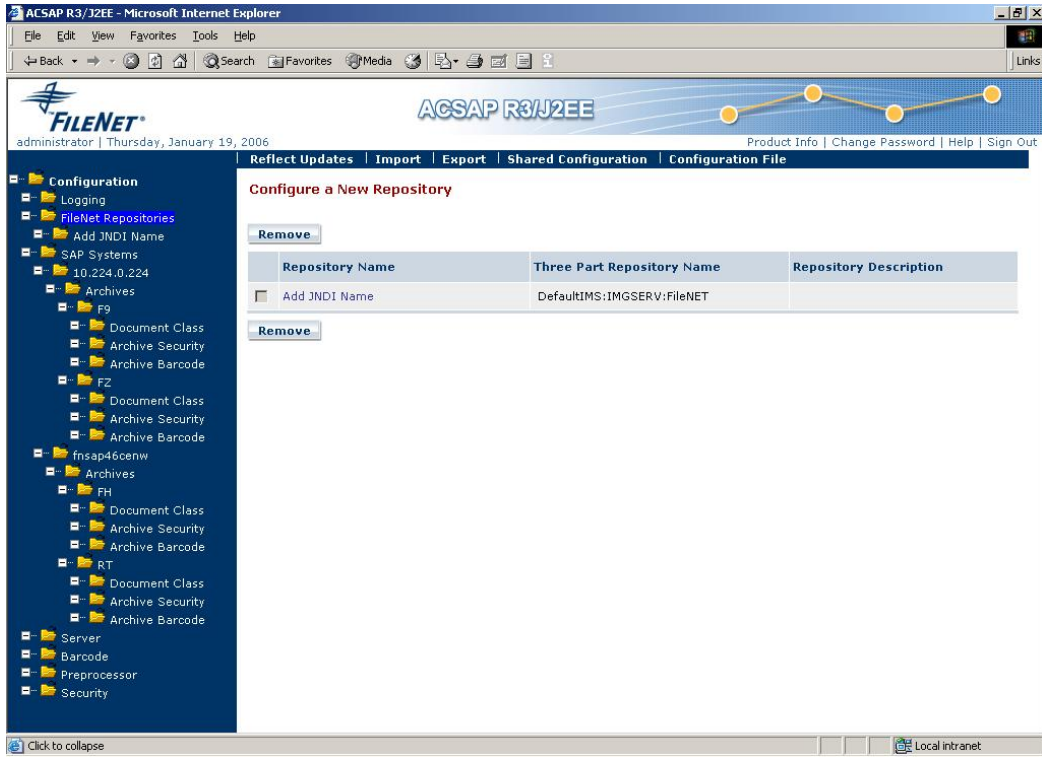 ACSAP R3/J2EE - Microsoft Internet Explorer
File Edit View Favorites Tools Help
Back Search Favorites Media Links
FILENET
ACSAP R3/J2EE
administrator | Thursday, January 19, 2006 Product Info | Change Password | Help | Sign Out
| Reflect Updates | Import | Export | Shared Configuration | Configuration File
Configuration
Logging
FileNet Repositories
Add JNDI Name
SAP Systems
10.224.0.224
Archives
F9
Document Class
Archive Security
Archive Barcode
FZ
Document Class
Archive Security
Archive Barcode
fnsap46cenw
Archives
FH
Document Class
Archive Security
Archive Barcode
RT
Document Class
Archive Security
Archive Barcode
Server
Barcode
Preprocessor
Security
Configure a New Repository
Remove
Repository Name Three Part Repository Name Repository Description
Add JNDI Name DefaultIMS:IMGSERV:FileNET
Remove
Click to collapse Local intranet